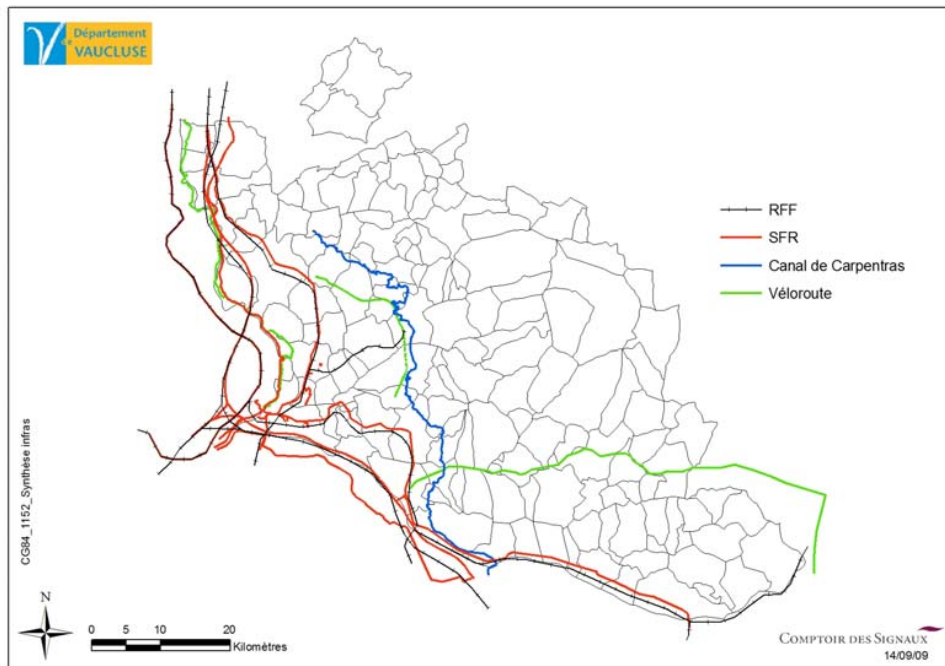 Département
VAUCLUSE
RFF
SFR
Canal de Carpentras
Véloroute
CG84_1152_Synthèse infras
N
0 5 10 20
Kilomètres
COMPTOIR DES SIGNAUX
14/09/09